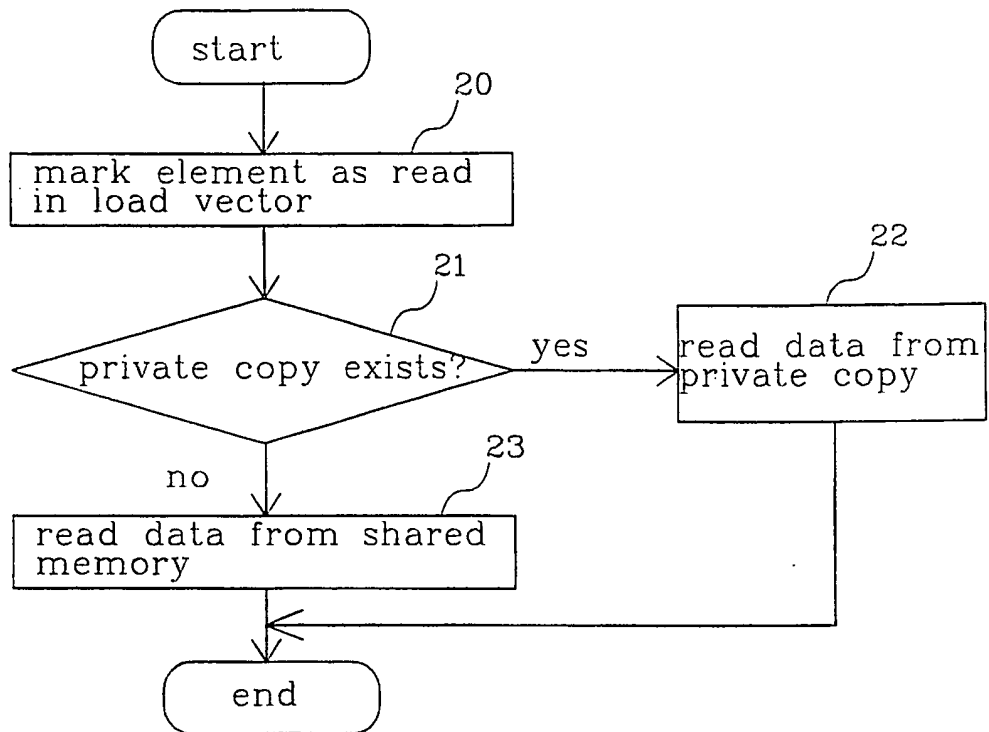 start
20
mark element as read
in load vector
21
private copy exists?
yes
22
read data from
private copy
no
23
read data from shared
memory
end